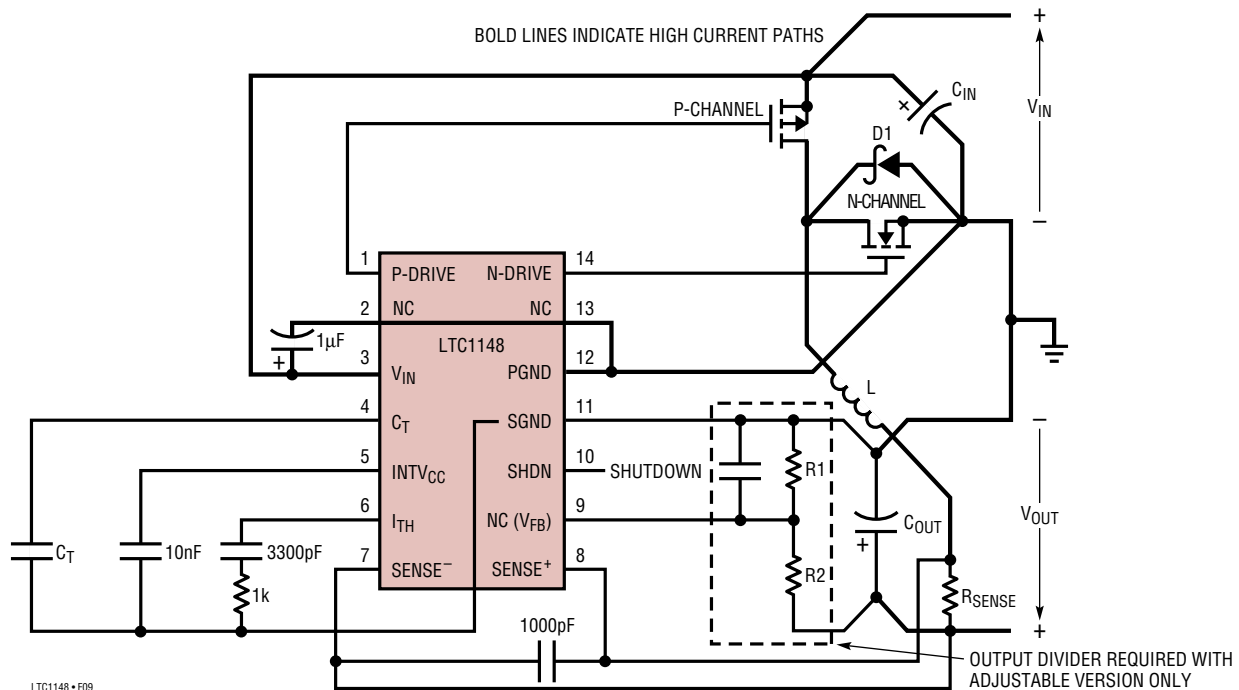 BOLD LINES INDICATE HIGH CURRENT PATHS
+
P-CHANNEL
+
C_IN
V_IN
D1
N-CHANNEL
−
1
P-DRIVE
N-DRIVE
14
2
NC
NC
13
1µF
+
LTC1148
3
V_IN
PGND
12
L
4
C_T
SGND
11
−
5
INTV_CC
SHDN
10
SHUTDOWN
R1
6
I_TH
NC (V_FB)
9
C_OUT
+
V_OUT
C_T
10nF
3300pF
7
SENSE−
SENSE+
8
R2
1k
R_SENSE
1000pF
+
OUTPUT DIVIDER REQUIRED WITH
ADJUSTABLE VERSION ONLY
LTC1148 • F09